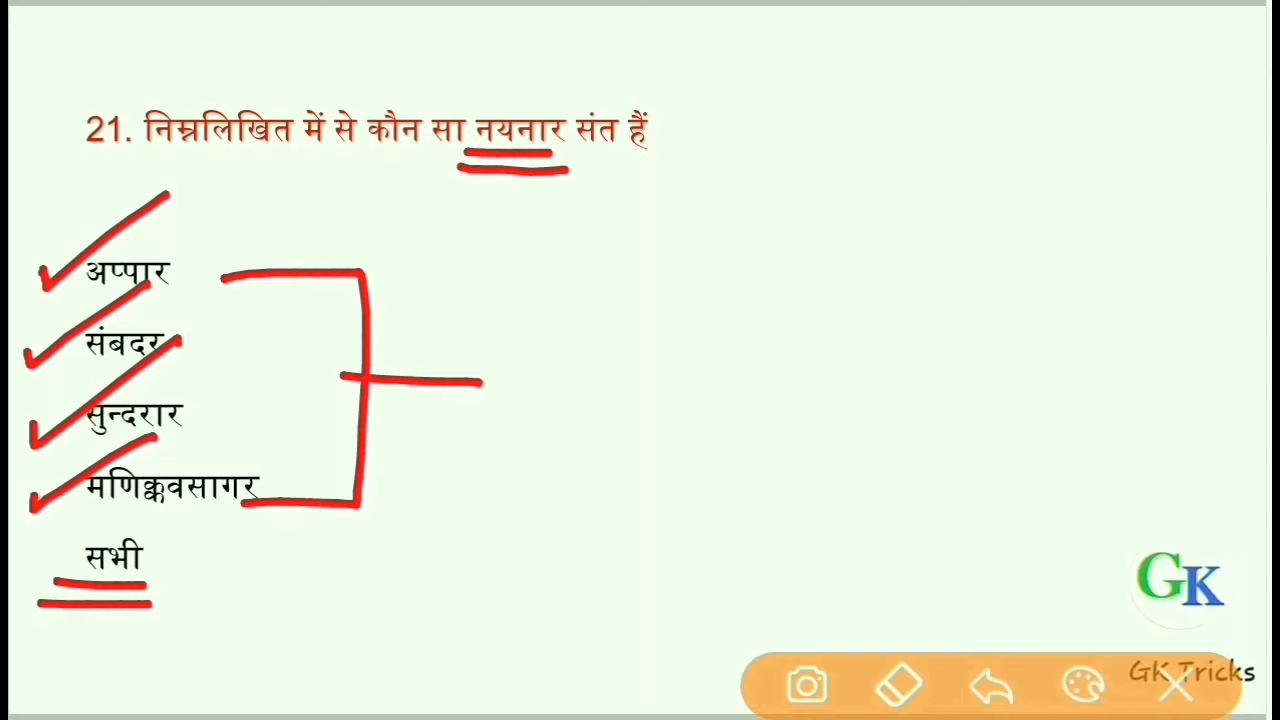 21. निम्नलिखित में से कौन सा नयनार संत हैं
अप्पार
संबदर
सुन्दरार
मणिक्कवसागर
सभी
GK
GK Tricks